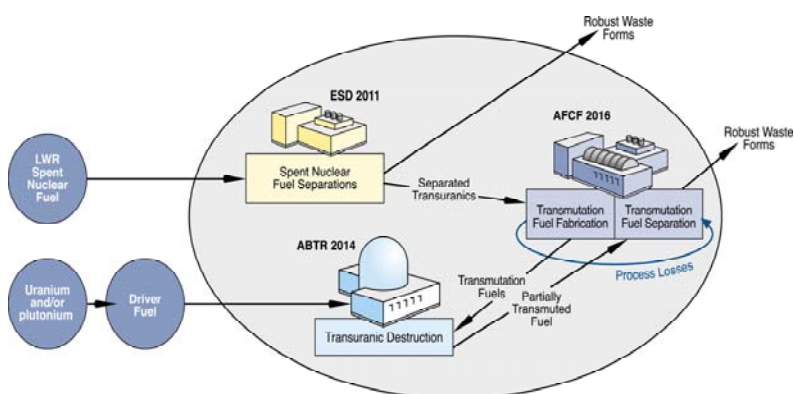 Robust Waste
Forms
ESD 2011
AFCF 2016
Robust Waste
Forms
LWR
Spent
Nuclear
Fuel
Spent Nuclear
Fuel Separations
Separated
Transuranics
Transmutation
Fuel Fabrication
Transmutation
Fuel Separation
ABTR 2014
Process Losses
Transmutation
Fuels
Partially
Transmuted
Fuel
Uranium
and/or
plutonium
Driver
Fuel
Transuranic Destruction